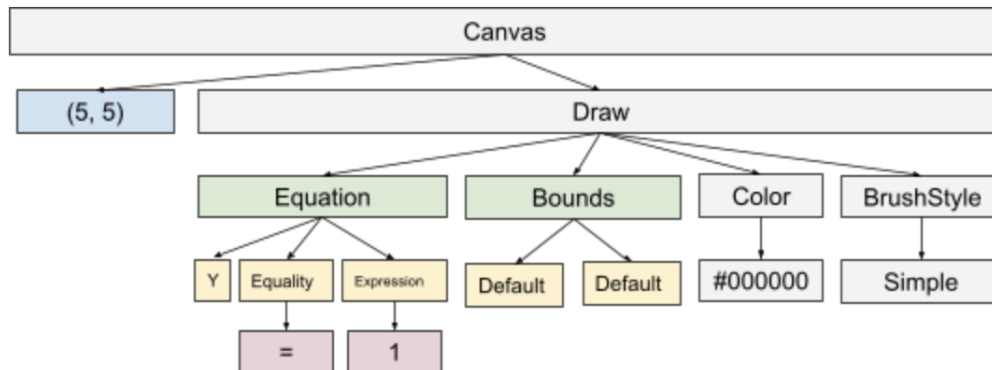 Canvas
(5, 5)
Draw
Equation
Bounds
Color
BrushStyle
Y
Equality
Expression
Default
Default
#000000
Simple
=
1